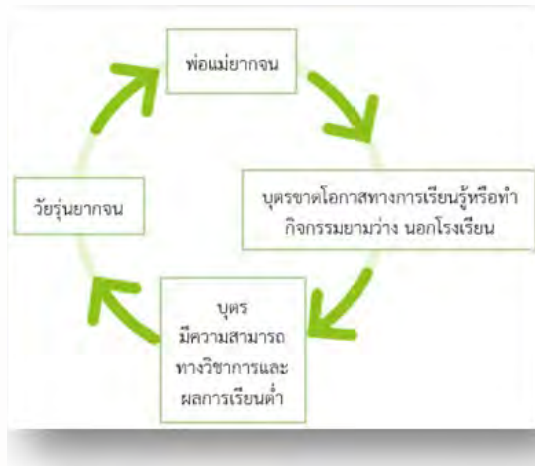 พ่อแม่ยากจน
บุตรขาดโอกาสทางการเรียนรู้หรือทำ
กิจกรรมยามว่าง นอกโรงเรียน
บุตร
มีความสามารถ
ทางวิชาการและ
ผลการเรียนต่ำ
วัยรุ่นยากจน